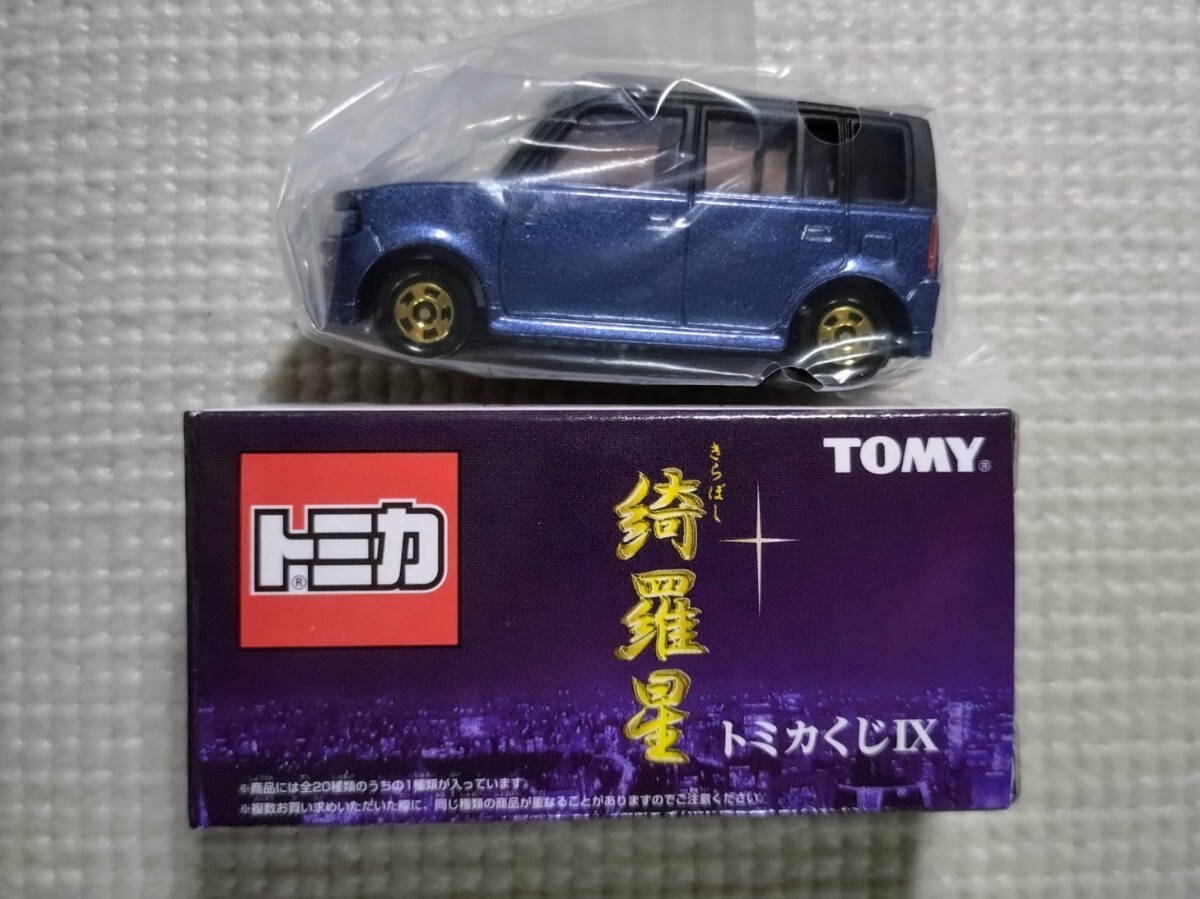 トミカ®
きらぼし
綺羅星
TOMY®
トミカくじIX
※商品には全20種類のうちの1種類が入っています。
※複数お買い求めいただいた際に、同じ種類の商品が重なることがありますのでご注意ください。